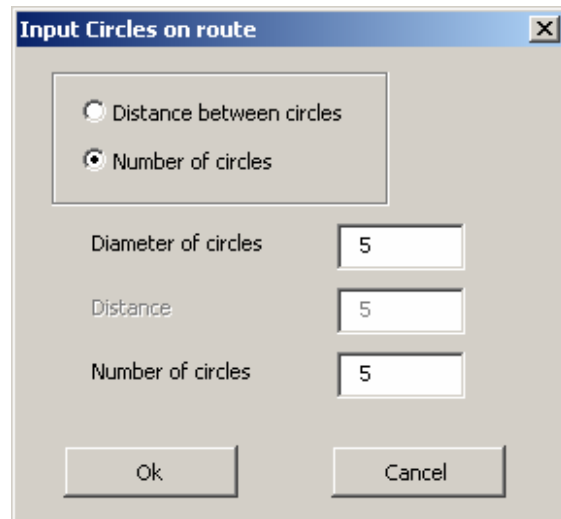 Input Circles on route
Distance between circles
Number of circles
Diameter of circles 5
Distance 5
Number of circles 5
Ok Cancel